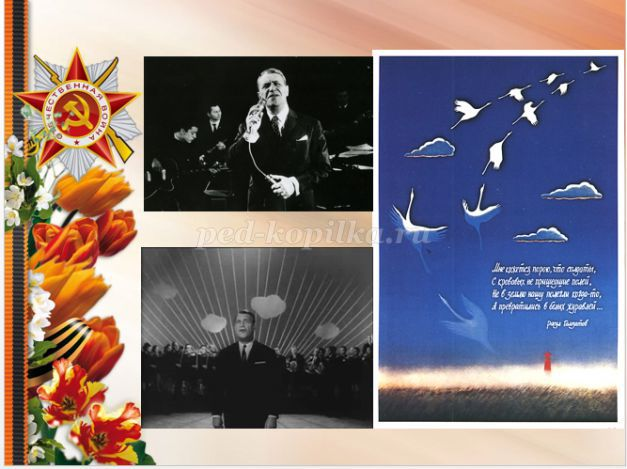 ОТЕЧЕСТВЕННАЯ ВОЙНА
ped-kopilka.ru
Мне кажется порою, что солдаты,
С кровавых не пришедшие полей,
Не в землю нашу полегли когда-то,
А превратились в белых журавлей...
Расул Гамзатов